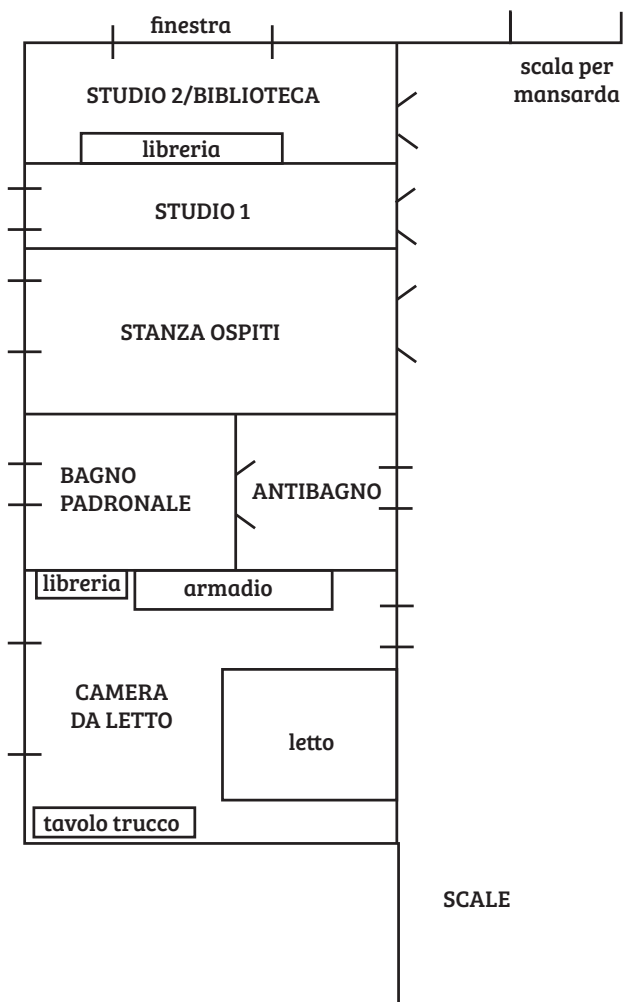 finestra
scala per
mansarda
STUDIO 2/BIBLIOTECA
libreria
STUDIO 1
STANZA OSPITI
BAGNO
PADRONALE
ANTIBAGNO
libreria
armadio
CAMERA
DA LETTO
letto
tavolo trucco
SCALE